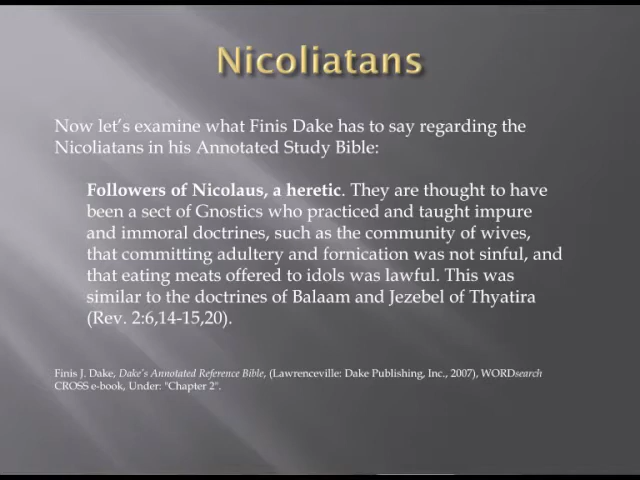 Nicoliatans
Now let's examine what Finis Dake has to say regarding the
Nicoliatans in his Annotated Study Bible:
Followers of Nicolaus, a heretic. They are thought to have
been a sect of Gnostics who practiced and taught impure
and immoral doctrines, such as the community of wives,
that committing adultery and fornication was not sinful, and
that eating meats offered to idols was lawful. This was
similar to the doctrines of Balaam and Jezebel of Thyatira
(Rev. 2:6,14-15,20).
Finis J. Dake, Dake´s Annotated Reference Bible, (Lawrenceville: Dake Publishing, Inc., 2007), WORDsearch
CROSS e-book, Under: "Chapter 2".